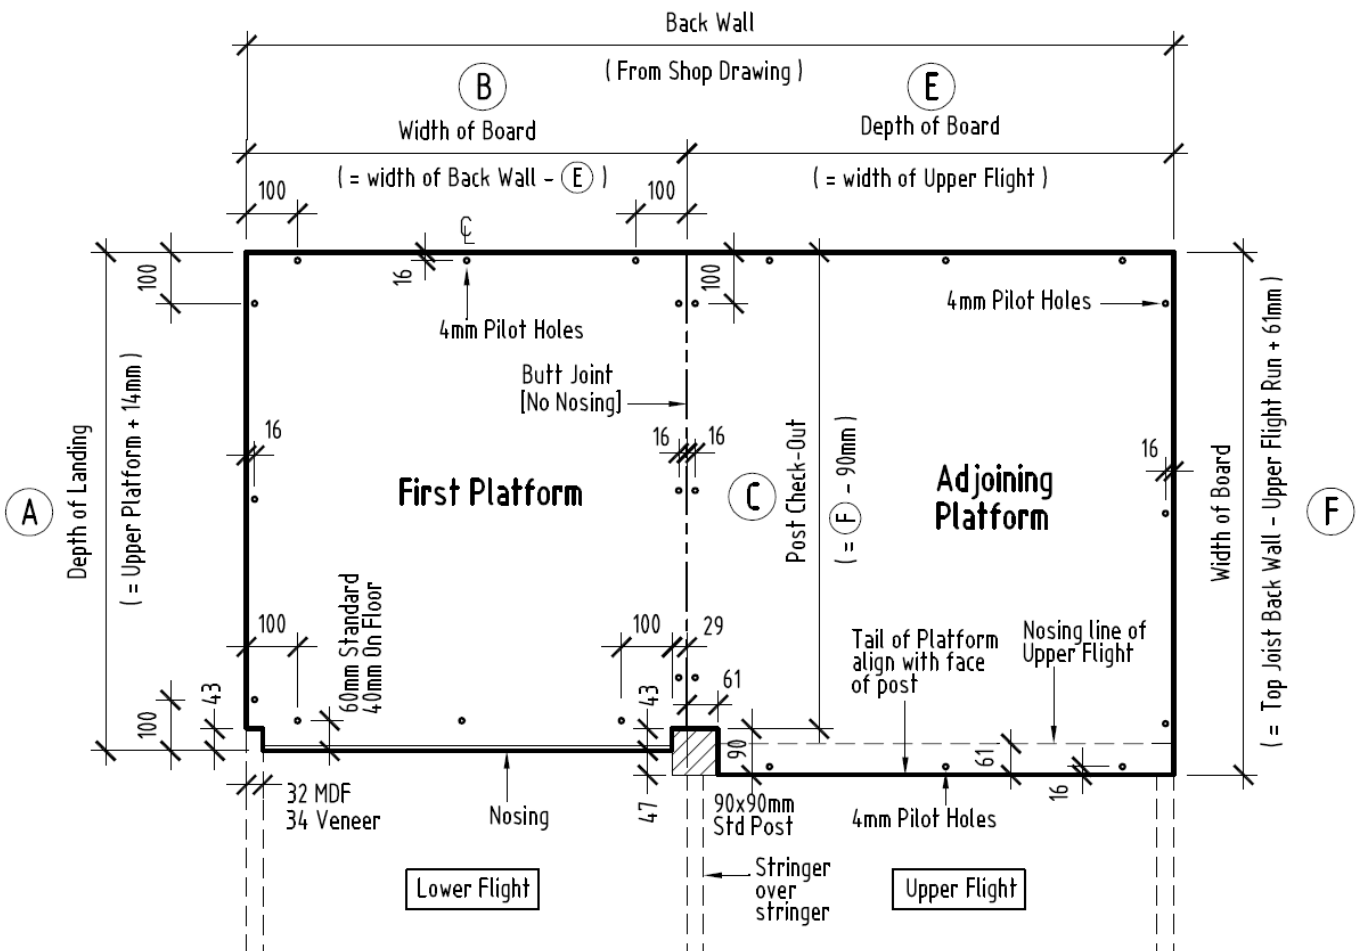 Back Wall
( From Shop Drawing )
B
E
Width of Board
Depth of Board
( = width of Back Wall - E )
( = width of Upper Flight )
100
100
℄
16
100
100
4mm Pilot Holes
4mm Pilot Holes
Butt Joint
[No Nosing]
16
16
16
16
A
Depth of Landing
( = Upper Platform + 14mm )
First Platform
C
Post Check-Out
( = F - 90mm )
Adjoining
Platform
Width of Board
( = Top Joist Back Wall - Upper Flight Run + 61mm )
F
100
60mm Standard
40mm On Floor
100
29
Tail of Platform
align with face
of post
Nosing line of
Upper Flight
43
100
43
61
90
61
16
47
32 MDF
34 Veneer
Nosing
90x90mm
Std Post
4mm Pilot Holes
Lower Flight
Stringer
over
stringer
Upper Flight